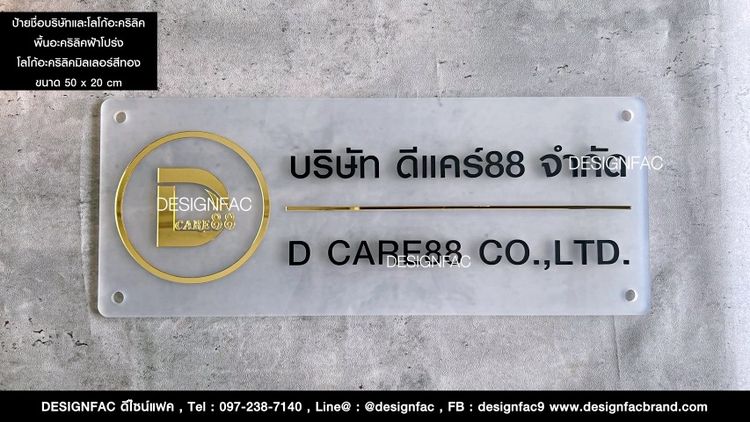 ป้ายชื่อบริษัทและโลโก้อะคริลิค
พื้นอะคริลิคฝ้าโปร่ง
โลโก้อะคริลิคมิลเลอร์สีทอง
ขนาด 50 x 20 cm
บริษัท ดีแคร์88 จำกัด
DESIGNFAC
D
DESIGNFAC
CARE88
D CARE88 CO.,LTD.
DESIGNFAC
DESIGNFAC ดีไซน์แฟค , Tel : 097-238-7140 , Line@ : @designfac , FB : designfac9 www.designfacbrand.com